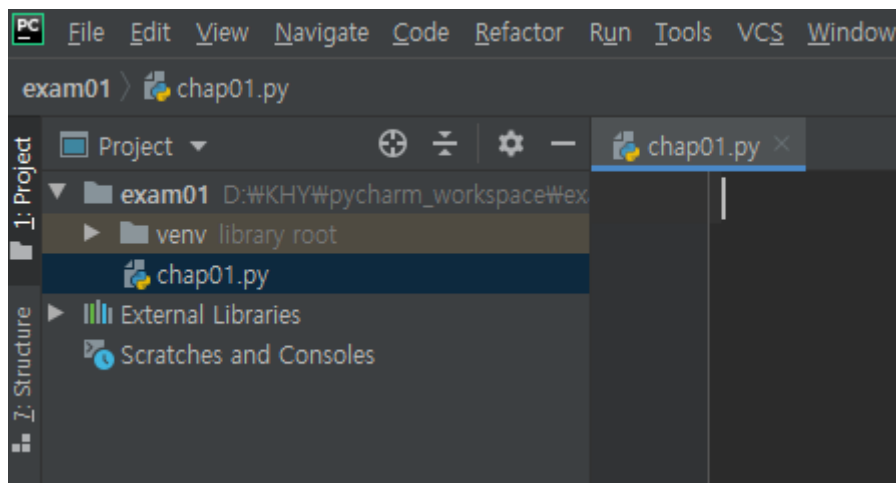 PC File Edit View Navigate Code Refactor Run Tools VCS Window
exam01 〉 chap01.py
1: Project
Project
chap01.py
exam01 D:₩KHY₩pycharm_workspace₩ex
venv library root
chap01.py
External Libraries
Scratches and Consoles
7: Structure